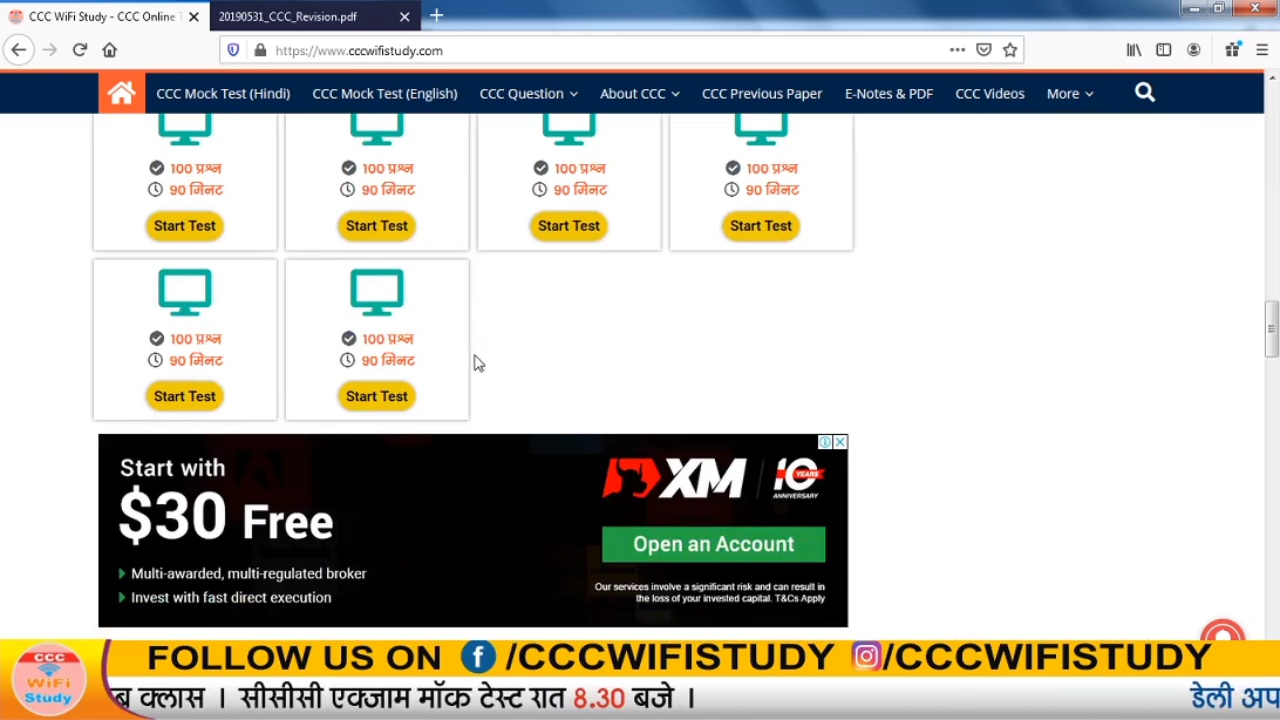 CCC WiFi Study - CCC Online T
20190531_CCC_Revision.pdf
https://www.cccwifistudy.com
CCC Mock Test (Hindi) CCC Mock Test (English) CCC Question About CCC CCC Previous Paper E-Notes & PDF CCC Videos More
100 प्रश्न 100 प्रश्न 100 प्रश्न 100 प्रश्न
90 मिनट 90 मिनट 90 मिनट 90 मिनट
Start Test Start Test Start Test Start Test
100 प्रश्न 100 प्रश्न
90 मिनट 90 मिनट
Start Test Start Test
Start with
$30 Free
Multi-awarded, multi-regulated broker
Invest with fast direct execution
XM 10 YEARS ANNIVERSARY
Open an Account
Our services involve a significant risk and can result in
the loss of your invested capital. T&Cs Apply
CCC
WiFi
Study
FOLLOW US ON /CCCWIFISTUDY /CCCWIFISTUDY
ब क्लास । सीसीसी एक्जाम मॉक टेस्ट रात 8.30 बजे । डेली अप